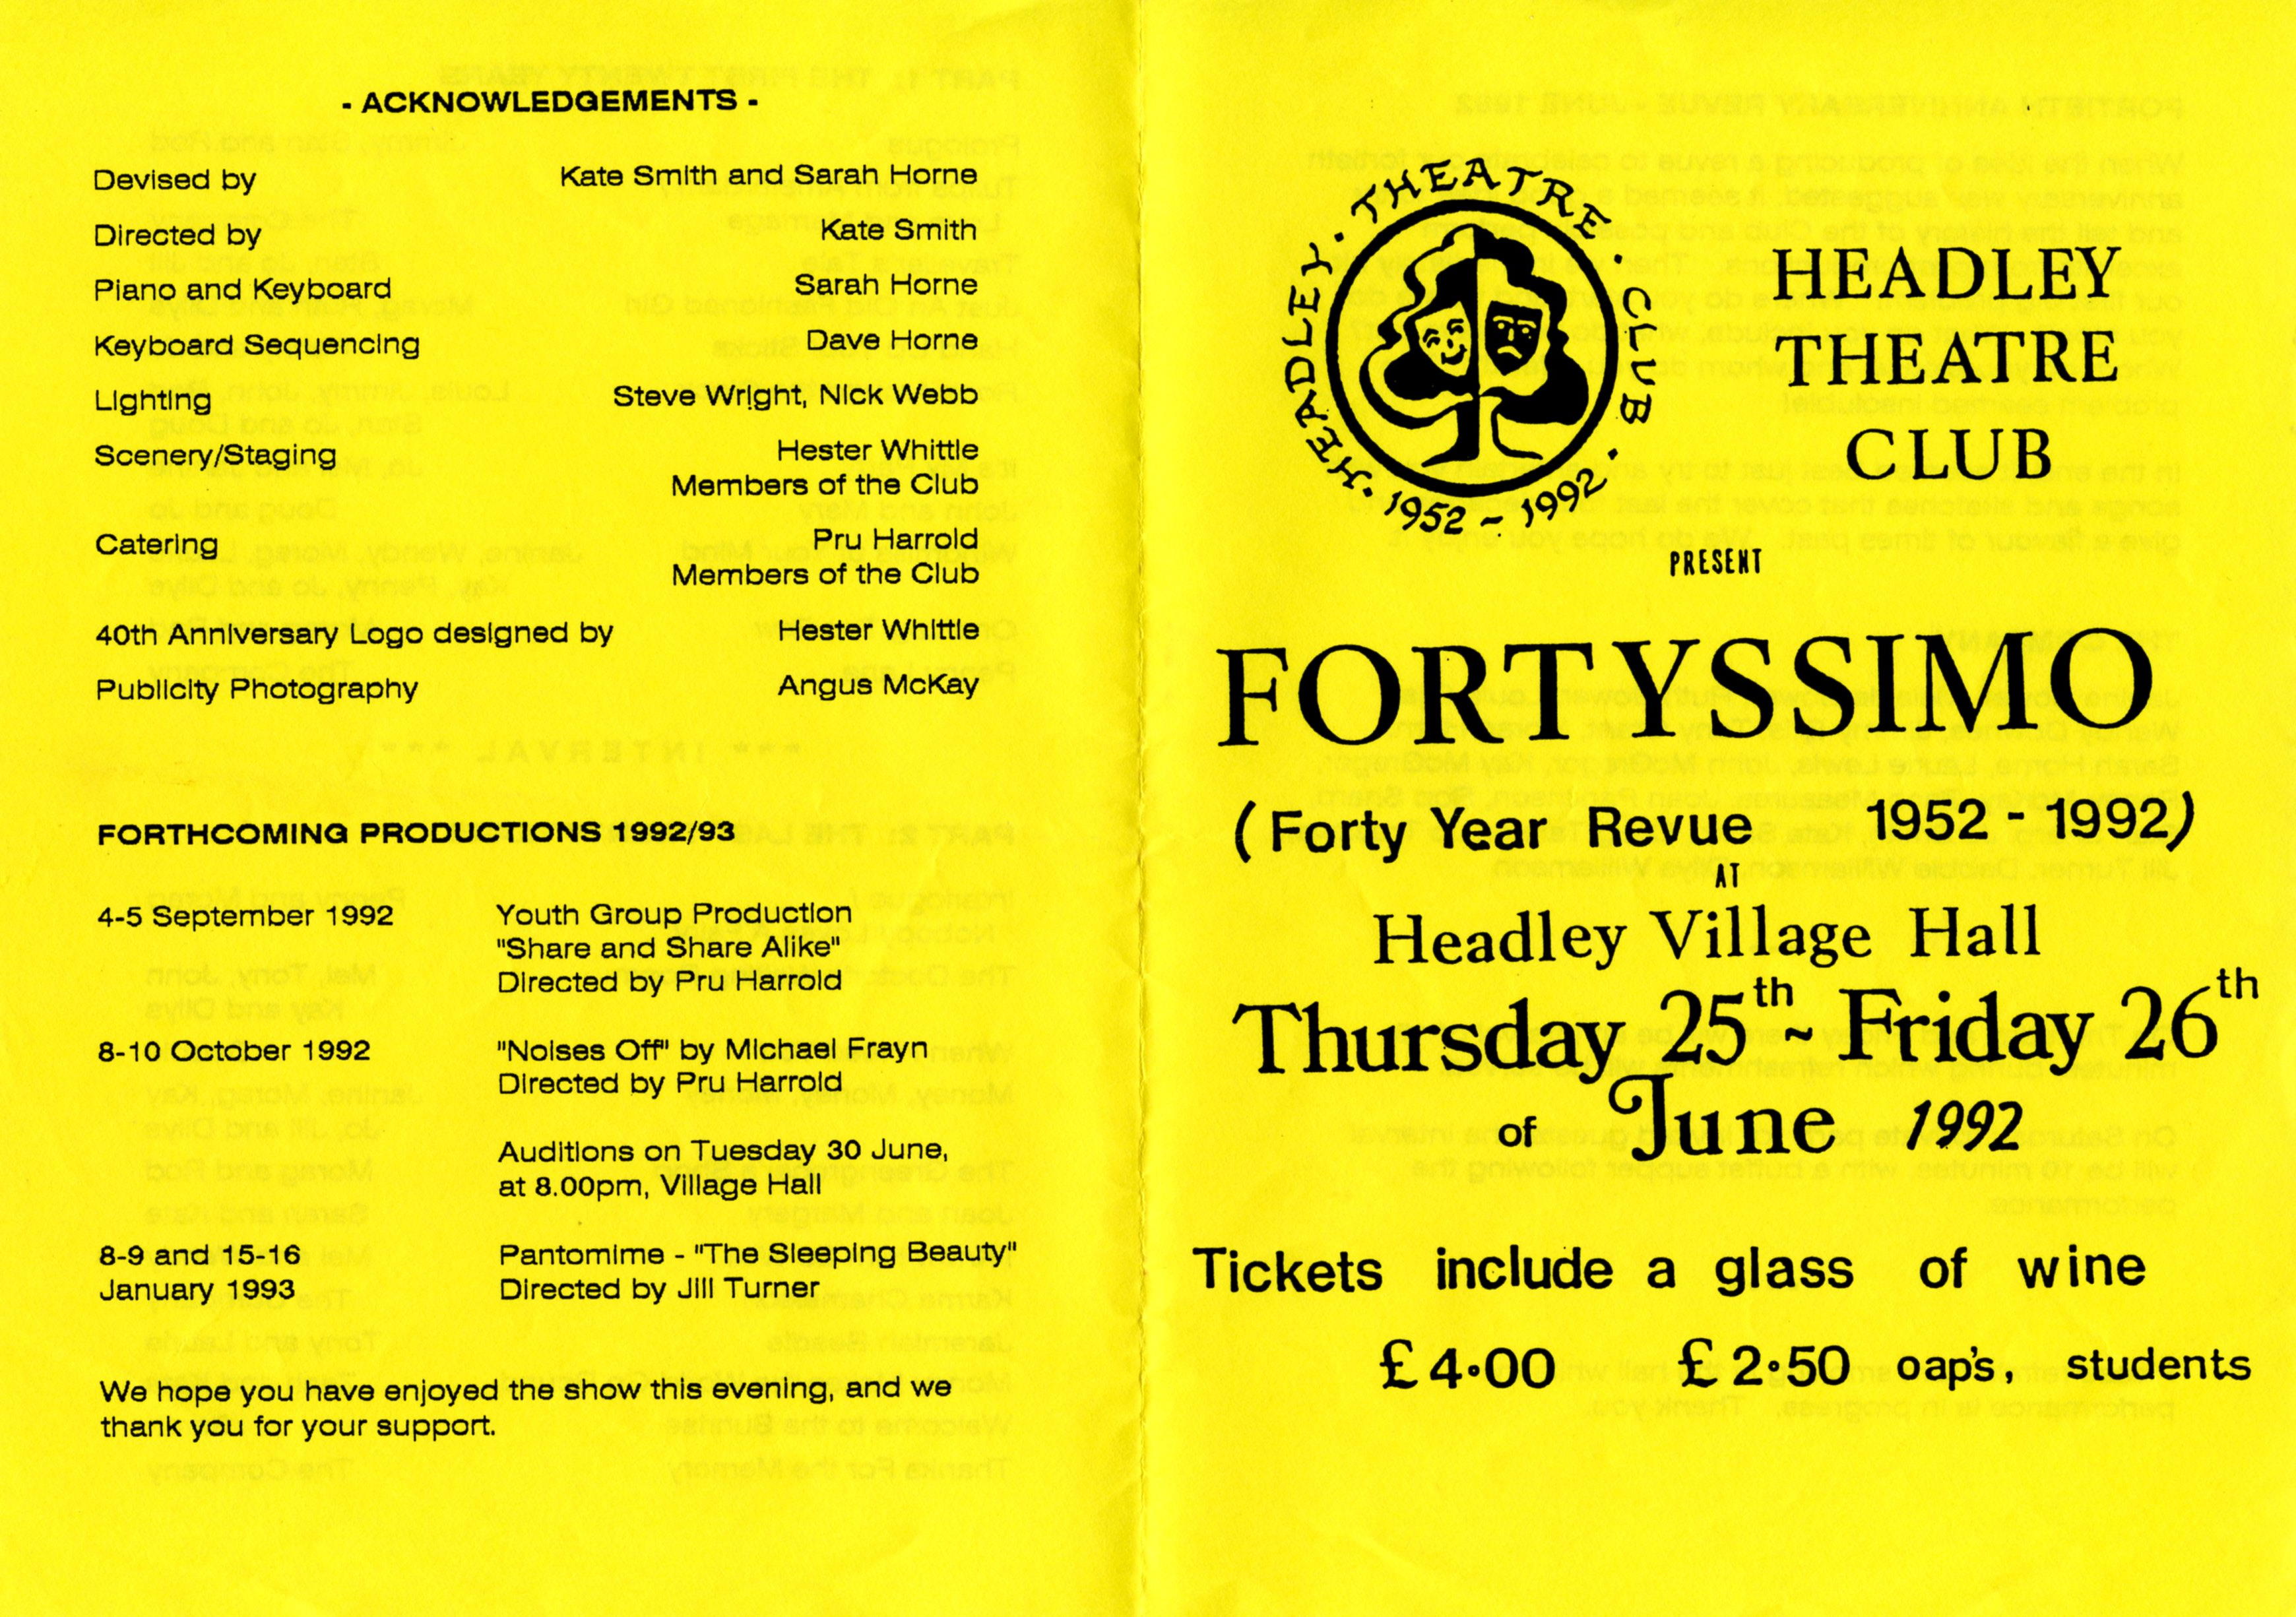 - ACKNOWLEDGEMENTS -
Devised by Kate Smith and Sarah Horne
Directed by Kate Smith
Piano and Keyboard Sarah Horne
Keyboard Sequencing Dave Horne
Lighting Steve Wright, Nick Webb
Scenery/Staging Hester Whittle
Members of the Club
Catering Pru Harrold
Members of the Club
40th Anniversary Logo designed by Hester Whittle
Publicity Photography Angus McKay
FORTHCOMING PRODUCTIONS 1992/93
4-5 September 1992 Youth Group Production
"Share and Share Alike"
Directed by Pru Harrold
8-10 October 1992 "Noises Off" by Michael Frayn
Directed by Pru Harrold
Auditions on Tuesday 30 June,
at 8.00pm, Village Hall
8-9 and 15-16 Pantomime - "The Sleeping Beauty"
January 1993 Directed by Jill Turner
We hope you have enjoyed the show this evening, and we
thank you for your support.
HEADLEY · THEATRE · CLUB ·
· 1952 ~ 1992 ·
HEADLEY
THEATRE
CLUB
PRESENT
FORTYSSIMO
(Forty Year Revue 1952 - 1992)
AT
Headley Village Hall
Thursday 25th - Friday 26th
of June 1992
Tickets include a glass of wine
£4·00 £2·50 oap's, students